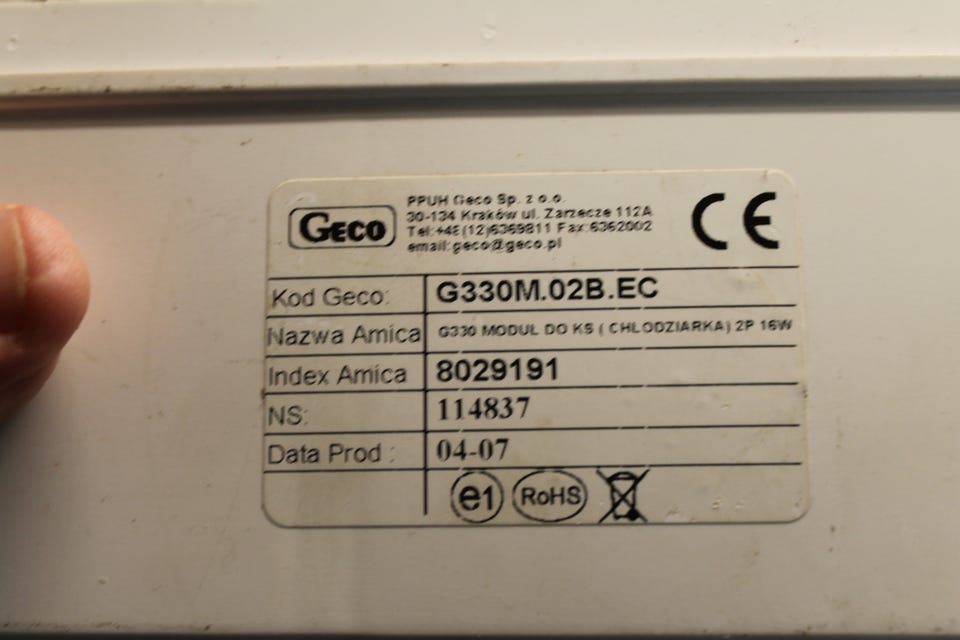 GECO
PPUH Geco Sp. z o.o.
30-134 Kraków ul. Zarzecze 112A
Tel:+48(12)6369811 Fax:6362002
email:geco@geco.pl
CE
Kod Geco: G330M.02B.EC
Nazwa Amica G330 MODUŁ DO KS ( CHŁODZIARKA) 2P 16W
Index Amica 8029191
NS: 114837
Data Prod : 04-07
e1 RoHS